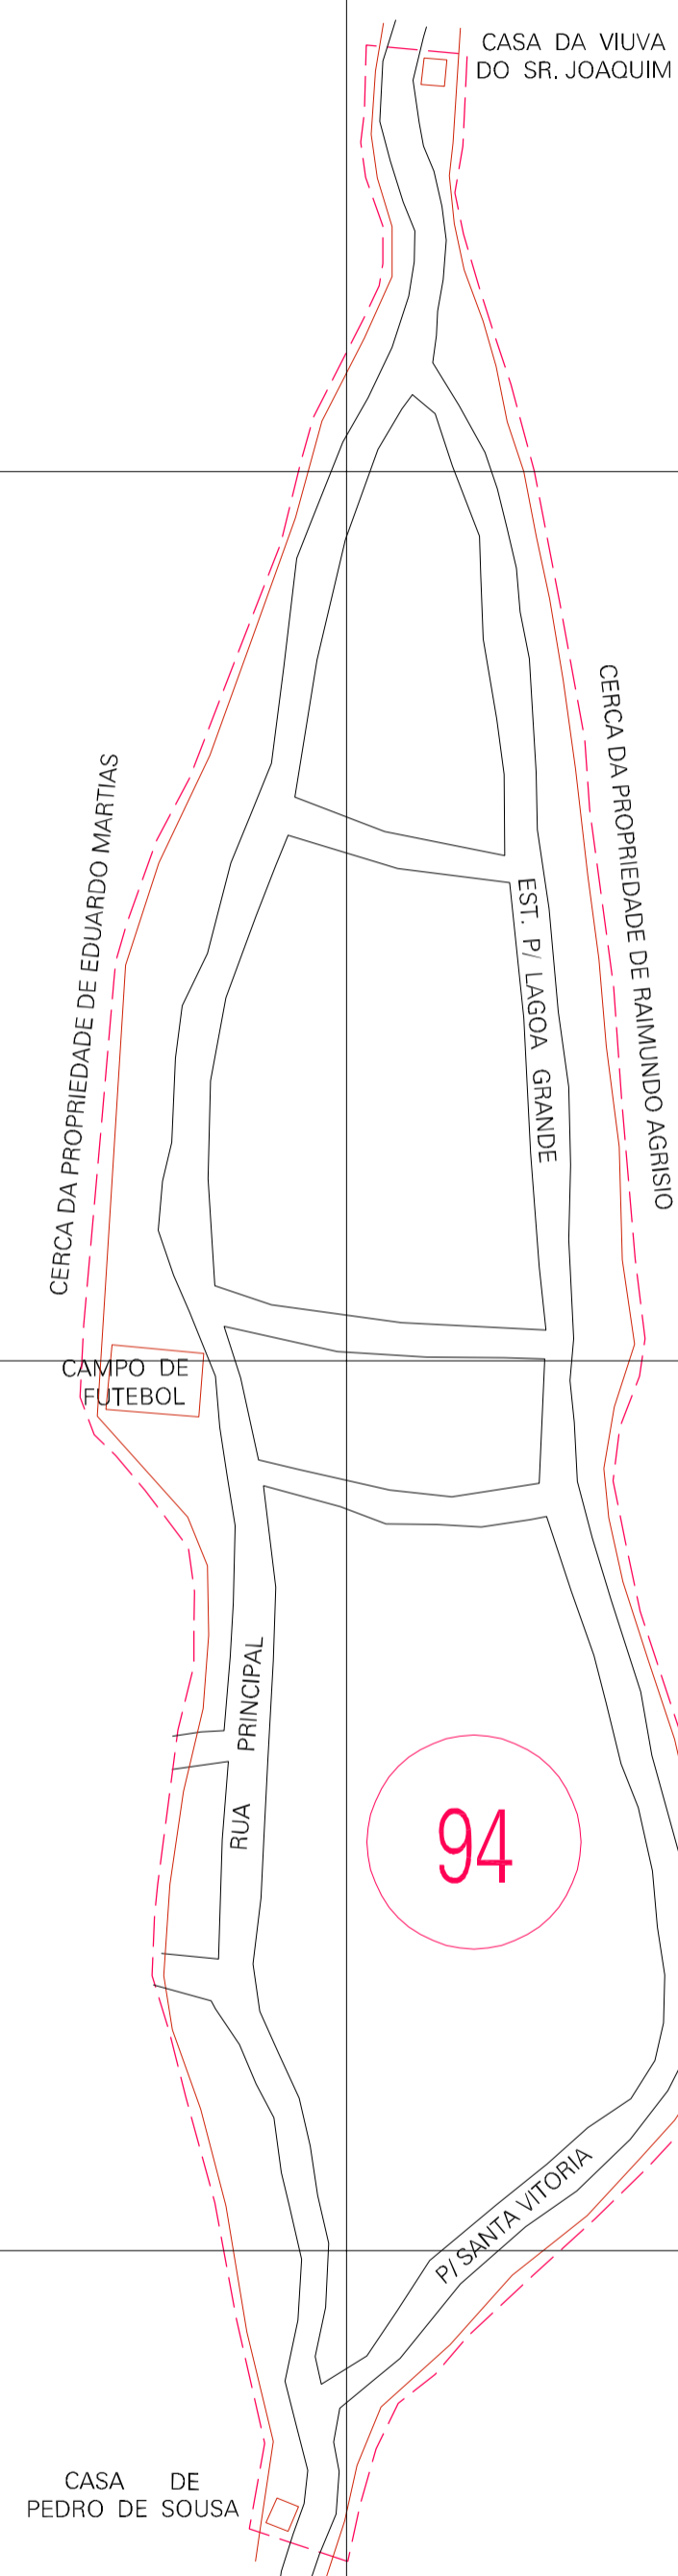 CASA DA VIUVA
DO SR. JOAQUIM
CERCA DA PROPRIEDADE DE RAIMUNDO AGRISIO
CERCA DA PROPRIEDADE DE EDUARDO MARTIAS
EST. P/ LAGOA GRANDE
CAMPO DE
FUTEBOL
RUA PRINCIPAL
94
P/ SANTA VITORIA
CASA DE
PEDRO DE SOUSA